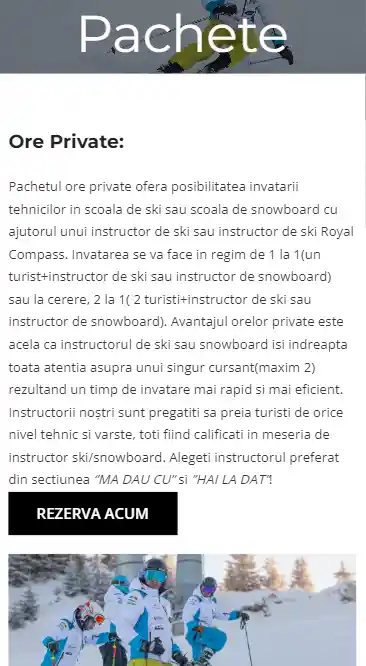 Pachete
Ore Private:
Pachetul ore private ofera posibilitatea invatarii
tehnicilor in scoala de ski sau scoala de snowboard cu
ajutorul unui instructor de ski sau instructor de ski Royal
Compass. Invatarea se va face in regim de 1 la 1(un
turist+instructor de ski sau instructor de snowboard)
sau la cerere, 2 la 1( 2 turisti+instructor de ski sau
instructor de snowboard). Avantajul orelor private este
acela ca instructorul de ski sau snowboard isi indreapta
toata atentia asupra unui singur cursant(maxim 2)
rezultand un timp de invatare mai rapid si mai eficient.
Instructorii noștri sunt pregatiti sa preia turisti de orice
nivel tehnic si varste, toti fiind calificati in meseria de
instructor ski/snowboard. Alegeti instructorul preferat
din sectiunea “MA DAU CU” si ”HAI LA DAT”!
REZERVA ACUM